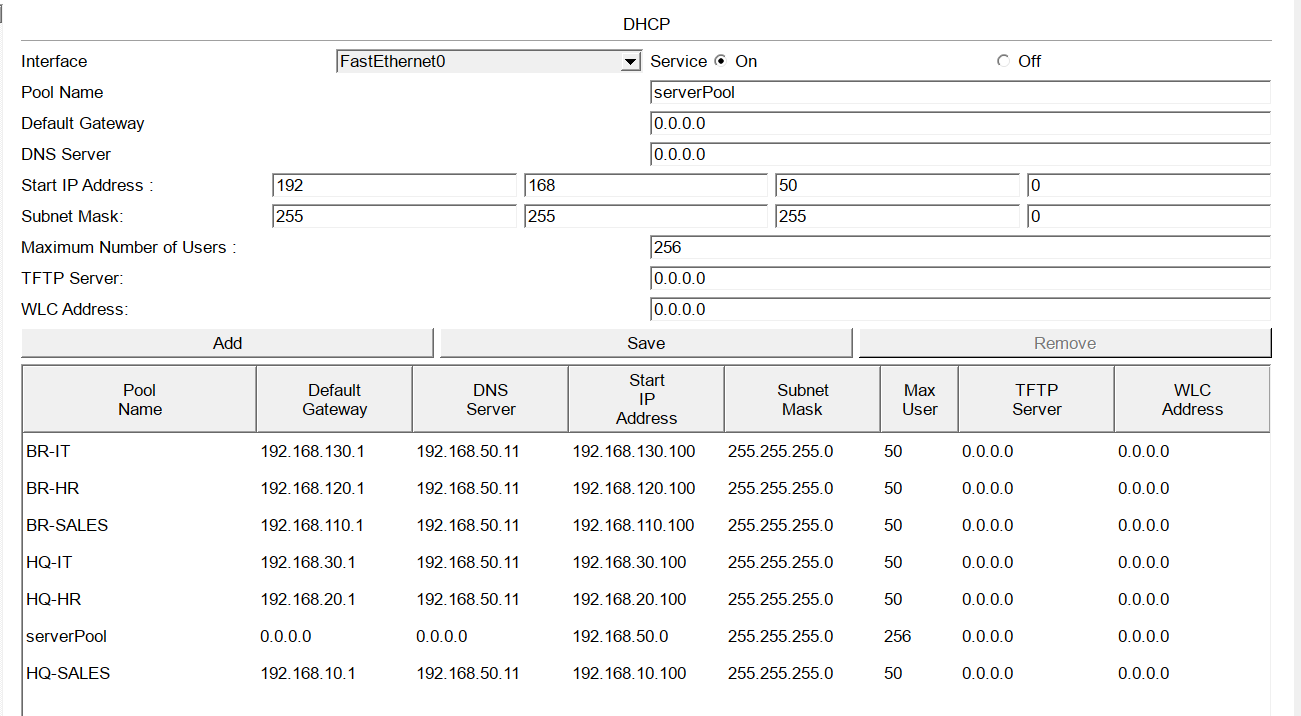 DHCP
Interface FastEthernet0 Service On Off
Pool Name serverPool
Default Gateway 0.0.0.0
DNS Server 0.0.0.0
Start IP Address : 192 168 50 0
Subnet Mask: 255 255 255 0
Maximum Number of Users : 256
TFTP Server: 0.0.0.0
WLC Address: 0.0.0.0
Add Save Remove
Pool Name Default Gateway DNS Server Start IP Address Subnet Mask Max User TFTP Server WLC Address
BR-IT 192.168.130.1 192.168.50.11 192.168.130.100 255.255.255.0 50 0.0.0.0 0.0.0.0
BR-HR 192.168.120.1 192.168.50.11 192.168.120.100 255.255.255.0 50 0.0.0.0 0.0.0.0
BR-SALES 192.168.110.1 192.168.50.11 192.168.110.100 255.255.255.0 50 0.0.0.0 0.0.0.0
HQ-IT 192.168.30.1 192.168.50.11 192.168.30.100 255.255.255.0 50 0.0.0.0 0.0.0.0
HQ-HR 192.168.20.1 192.168.50.11 192.168.20.100 255.255.255.0 50 0.0.0.0 0.0.0.0
serverPool 0.0.0.0 0.0.0.0 192.168.50.0 255.255.255.0 256 0.0.0.0 0.0.0.0
HQ-SALES 192.168.10.1 192.168.50.11 192.168.10.100 255.255.255.0 50 0.0.0.0 0.0.0.0